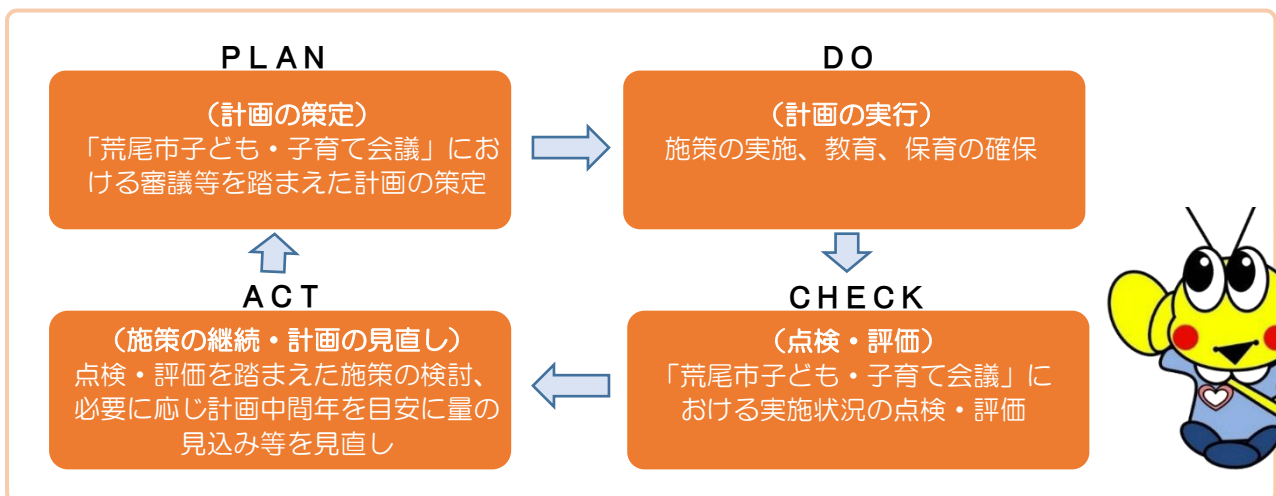 PLAN
（計画の策定）
「荒尾市子ども・子育て会議」にお
ける審議等を踏まえた計画の策定
DO
（計画の実行）
施策の実施、教育、保育の確保
ACT
（施策の継続・計画の見直し）
点検・評価を踏まえた施策の検討、
必要に応じ計画中間年を目安に量の
見込み等を見直し
CHECK
（点検・評価）
「荒尾市子ども・子育て会議」に
おける実施状況の点検・評価